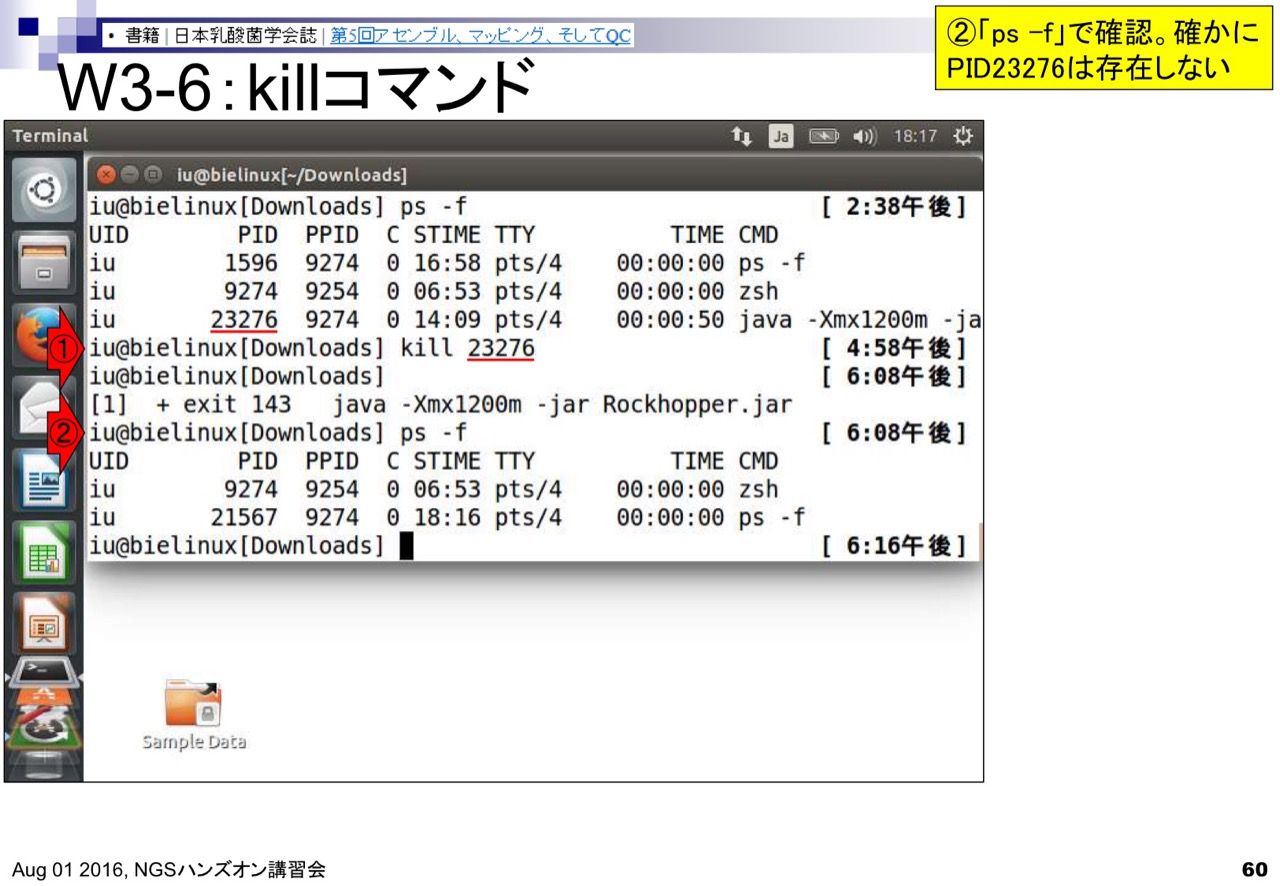 • 書籍 | 日本乳酸菌学会誌 | 第5回アセンブル、マッピング、そしてQC
②「ps –f」で確認。確かに
PID23276は存在しない
W3-6：killコマンド
Terminal
Ja
18:17
iu@bielinux[~/Downloads]
iu@bielinux[Downloads] ps -f [ 2:38午後]
UID PID PPID C STIME TTY TIME CMD
iu 1596 9274 0 16:58 pts/4 00:00:00 ps -f
iu 9274 9254 0 06:53 pts/4 00:00:00 zsh
iu 23276 9274 0 14:09 pts/4 00:00:50 java -Xmx1200m -ja
① iu@bielinux[Downloads] kill 23276 [ 4:58午後]
iu@bielinux[Downloads] [ 6:08午後]
[1] + exit 143 java -Xmx1200m -jar Rockhopper.jar
② iu@bielinux[Downloads] ps -f [ 6:08午後]
UID PID PPID C STIME TTY TIME CMD
iu 9274 9254 0 06:53 pts/4 00:00:00 zsh
iu 21567 9274 0 18:16 pts/4 00:00:00 ps -f
iu@bielinux[Downloads] [ 6:16午後]
Sample Data
Aug 01 2016, NGSハンズオン講習会
60